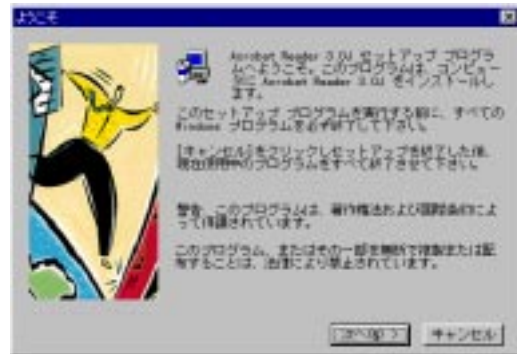 ようこそ
Acrobat Reader 3.0J セットアップ プログラ
ムへようこそ。このプログラムは、コンピュー
タに Acrobat Reader 3.0J をインストールし
ます。
このセットアップ プログラムを実行する前に、すべての
Windows プログラムを必ず終了して下さい。
[キャンセル]をクリックしセットアップを終了した後、
現在使用中のプログラムをすべて終了させて下さい。
警告: このプログラムは、著作権法および国際条約によ
って保護されています。
このプログラム、またはその一部を無断で複製または配
布することは、法律により禁止されています。
次へ(N) >
キャンセル